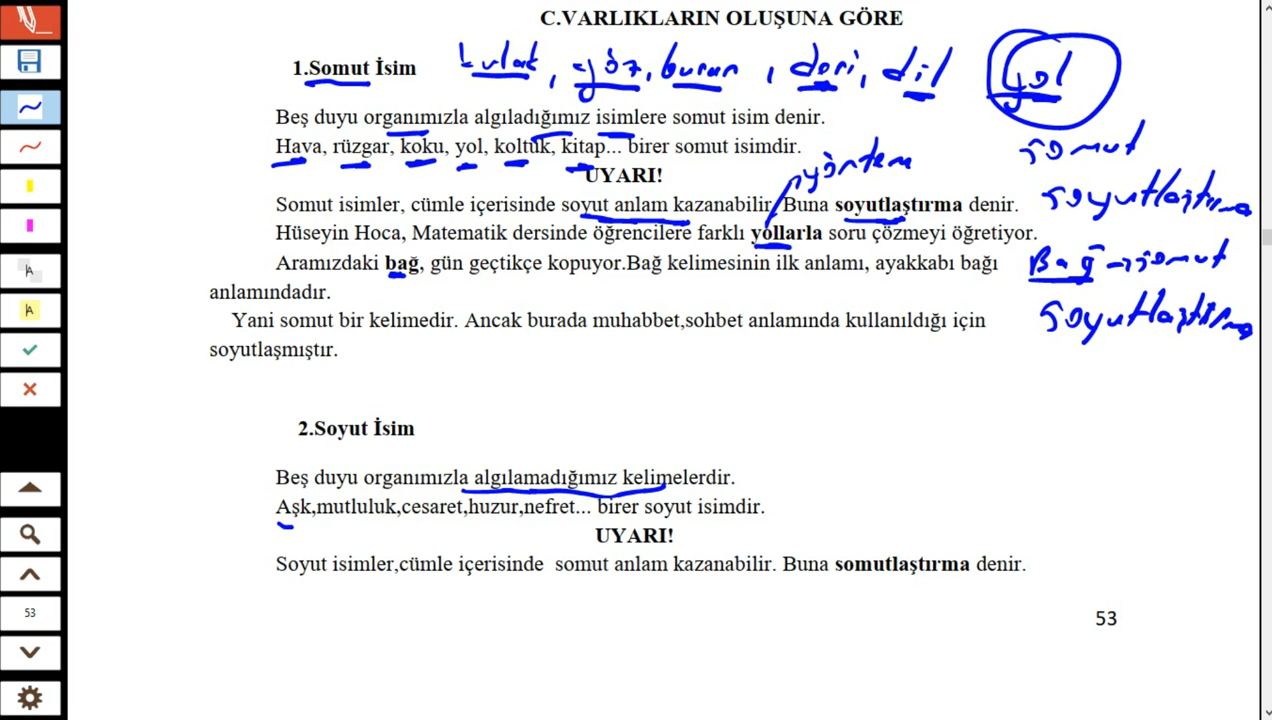 C.VARLIKLARIN OLUŞUNA GÖRE
1.Somut İsim kulak, göz, burun, deri, dil yol
Beş duyu organımızla algıladığımız isimlere somut isim denir.
Hava, rüzgar, koku, yol, koltuk, kitap... birer somut isimdir. somut
UYARI! yöntem
Somut isimler, cümle içerisinde soyut anlam kazanabilir. Buna soyutlaştırma denir. soyutlaştırma
Hüseyin Hoca, Matematik dersinde öğrencilere farklı yollarla soru çözmeyi öğretiyor.
Aramızdaki bağ, gün geçtikçe kopuyor.Bağ kelimesinin ilk anlamı, ayakkabı bağı Bağ → somut
anlamındadır.
Yani somut bir kelimedir. Ancak burada muhabbet,sohbet anlamında kullanıldığı için soyutlaştırma
soyutlaşmıştır.
2.Soyut İsim
Beş duyu organımızla algılamadığımız kelimelerdir.
Aşk,mutluluk,cesaret,huzur,nefret... birer soyut isimdir.
UYARI!
Soyut isimler,cümle içerisinde somut anlam kazanabilir. Buna somutlaştırma denir.
53
53